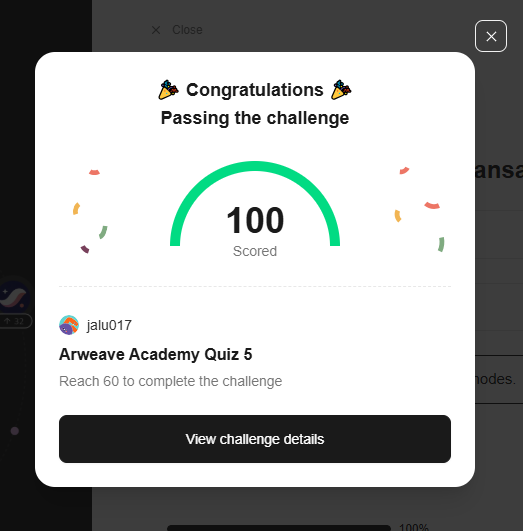 Close
Congratulations
Passing the challenge
100
Scored
jalu017
Arweave Academy Quiz 5
Reach 60 to complete the challenge
View challenge details
nodes.
32
100%